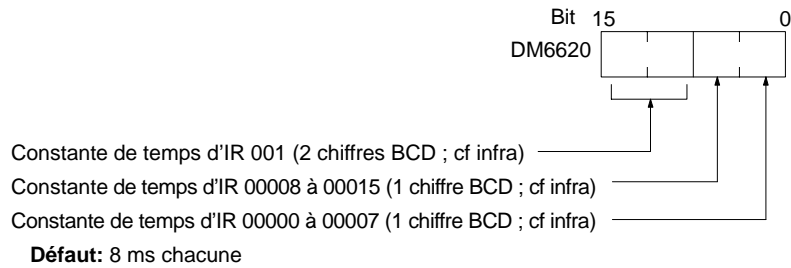 Bit 15 0
DM6620
Constante de temps d'IR 001 (2 chiffres BCD ; cf infra)
Constante de temps d'IR 00008 à 00015 (1 chiffre BCD ; cf infra)
Constante de temps d'IR 00000 à 00007 (1 chiffre BCD ; cf infra)
Défaut: 8 ms chacune